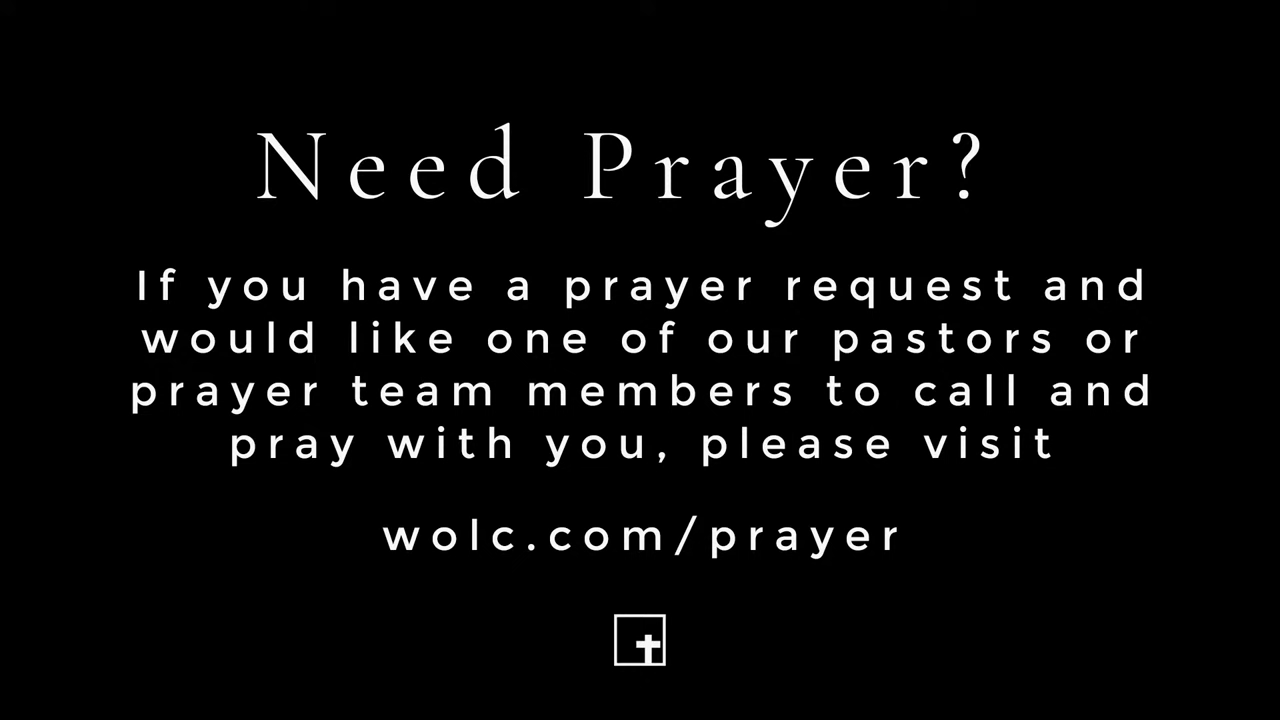 Need Prayer?
If you have a prayer request and
would like one of our pastors or
prayer team members to call and
pray with you, please visit
wolc.com/prayer